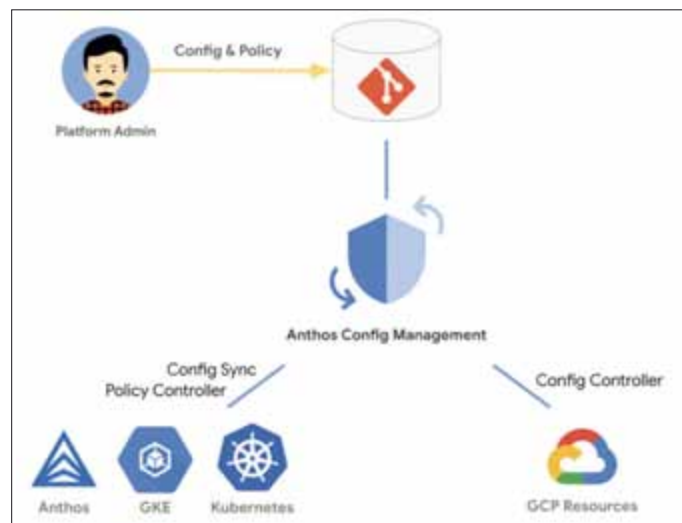 Config & Policy
Platform Admin
Anthos Config Management
Config Sync
Policy Controller
Config Controller
Anthos
GKE
Kubernetes
GCP Resources